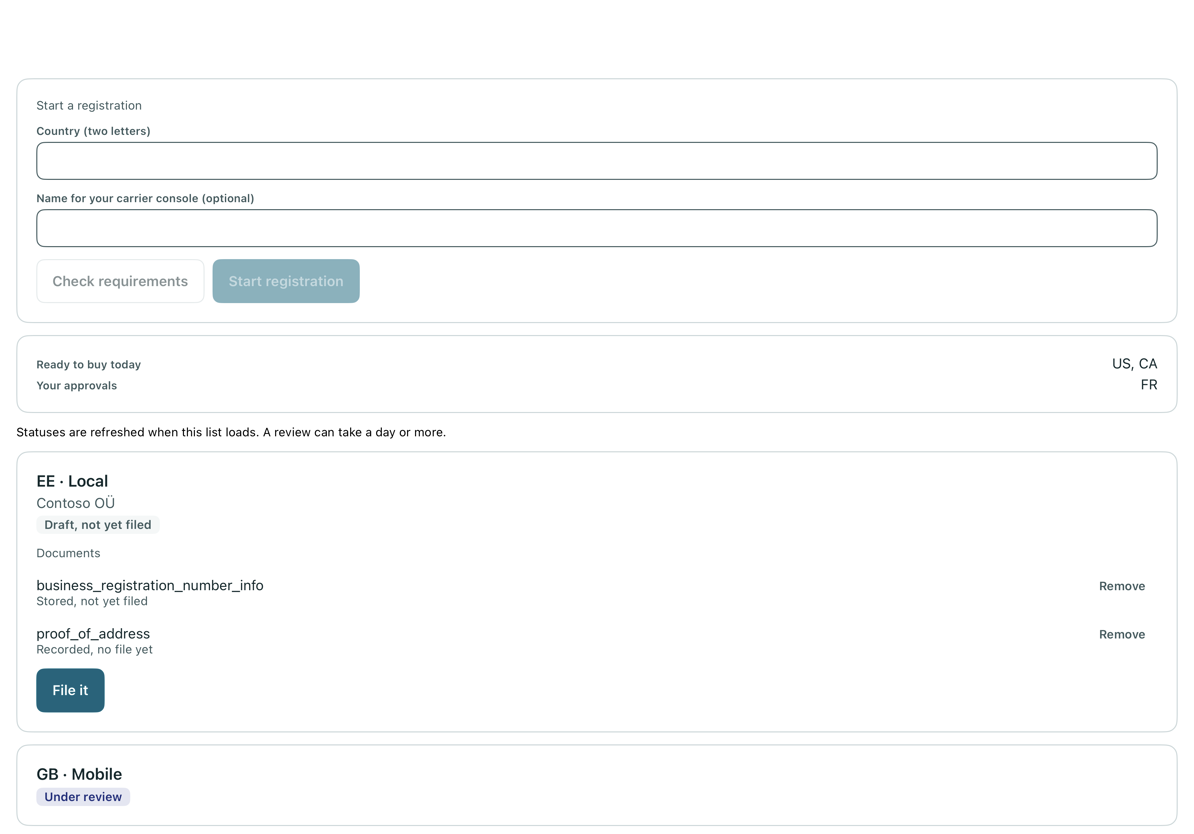 Start a registration
Country (two letters)
Name for your carrier console (optional)
Check requirements
Start registration
Ready to buy today
US, CA
Your approvals
FR
Statuses are refreshed when this list loads. A review can take a day or more.
EE · Local
Contoso OÜ
Draft, not yet filed
Documents
business_registration_number_info
Remove
Stored, not yet filed
proof_of_address
Remove
Recorded, no file yet
File it
GB · Mobile
Under review